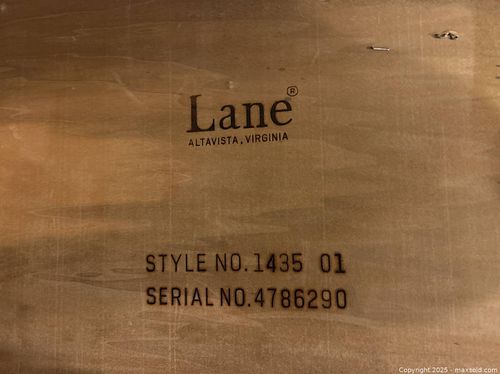 Lane®
ALTAVISTA, VIRGINIA
STYLE NO. 1435 01
SERIAL NO. 4786290
Copyright 2025 - maxsold.com